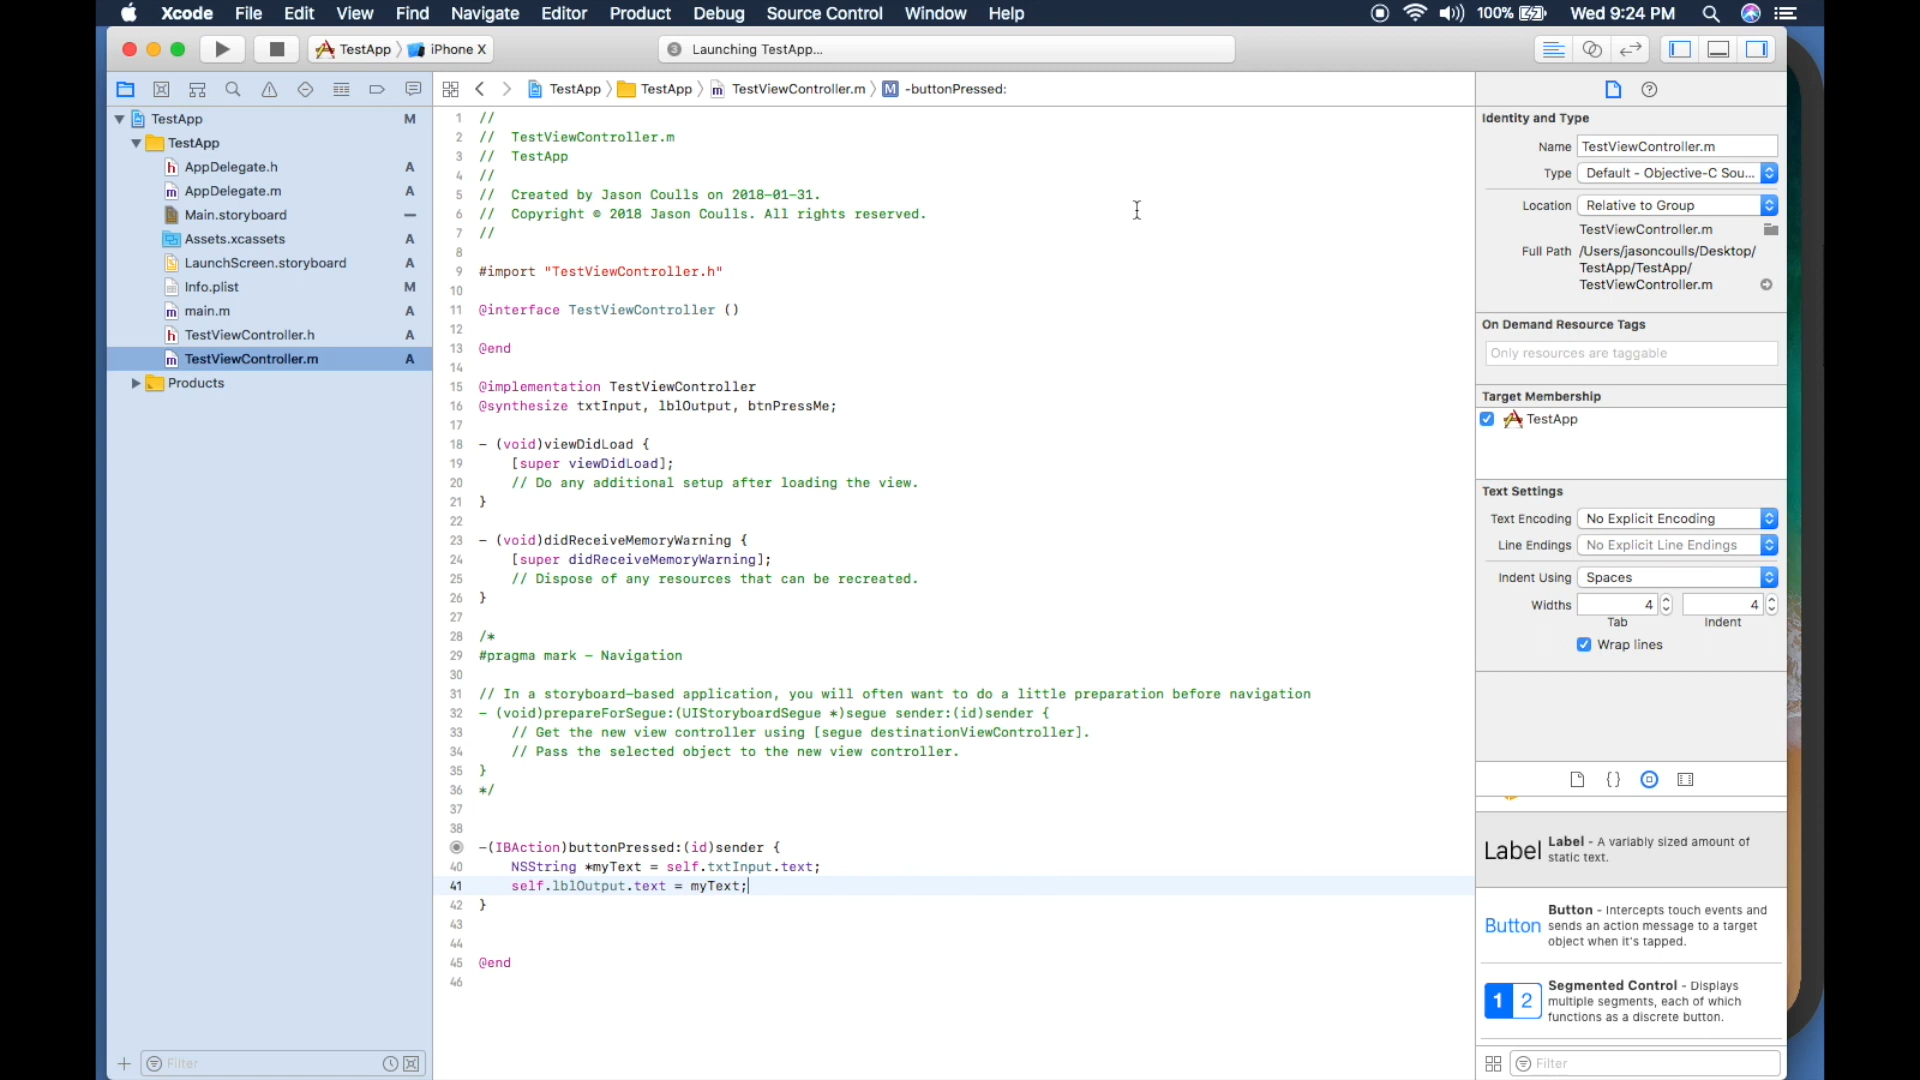 Xcode File Edit View Find Navigate Editor Product Debug Source Control Window Help 100% Wed 9:24 PM
TestApp iPhone X 3 Launching TestApp...
TestApp TestApp TestViewController.m M -buttonPressed:
TestApp M
TestApp
h AppDelegate.h A
m AppDelegate.m A
Main.storyboard
Assets.xcassets A
LaunchScreen.storyboard A
Info.plist M
m main.m A
h TestViewController.h A
m TestViewController.m A
Products
Filter
1 //
2 // TestViewController.m
3 // TestApp
4 //
5 // Created by Jason Coulls on 2018-01-31.
6 // Copyright © 2018 Jason Coulls. All rights reserved.
7 //
8
9 #import "TestViewController.h"
10
11 @interface TestViewController ()
12
13 @end
14
15 @implementation TestViewController
16 @synthesize txtInput, lblOutput, btnPressMe;
17
18 - (void)viewDidLoad {
19 [super viewDidLoad];
20 // Do any additional setup after loading the view.
21 }
22
23 - (void)didReceiveMemoryWarning {
24 [super didReceiveMemoryWarning];
25 // Dispose of any resources that can be recreated.
26 }
27
28 /*
29 #pragma mark - Navigation
30
31 // In a storyboard-based application, you will often want to do a little preparation before navigation
32 - (void)prepareForSegue:(UIStoryboardSegue *)segue sender:(id)sender {
33 // Get the new view controller using [segue destinationViewController].
34 // Pass the selected object to the new view controller.
35 }
36 */
37
38
-(IBAction)buttonPressed:(id)sender {
40 NSString *myText = self.txtInput.text;
41 self.lblOutput.text = myText;
42 }
43
44
45 @end
46
Identity and Type
Name TestViewController.m
Type Default - Objective-C Sou...
Location Relative to Group
TestViewController.m
Full Path /Users/jasoncoulls/Desktop/
TestApp/TestApp/
TestViewController.m
On Demand Resource Tags
Only resources are taggable
Target Membership
TestApp
Text Settings
Text Encoding No Explicit Encoding
Line Endings No Explicit Line Endings
Indent Using Spaces
Widths 4 4
Tab Indent
Wrap lines
{}
Label Label - A variably sized amount of
static text.
Button - Intercepts touch events and
Button sends an action message to a target
object when it's tapped.
Segmented Control - Displays
1 2 multiple segments, each of which
functions as a discrete button.
Filter